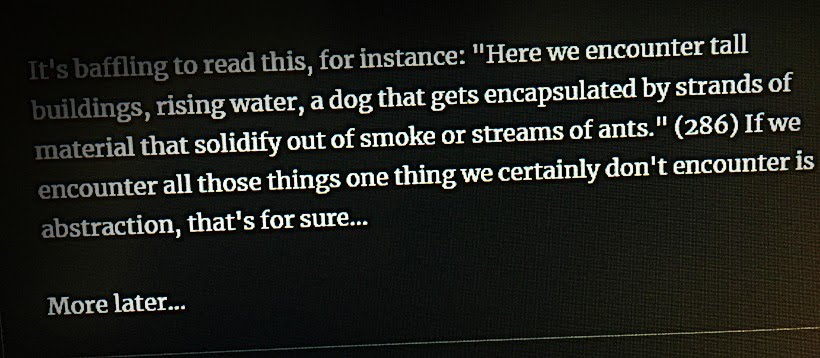 It's baffling to read this, for instance: "Here we encounter tall
buildings, rising water, a dog that gets encapsulated by strands of
material that solidify out of smoke or streams of ants." (286) If we
encounter all those things one thing we certainly don't encounter is
abstraction, that's for sure...
More later...